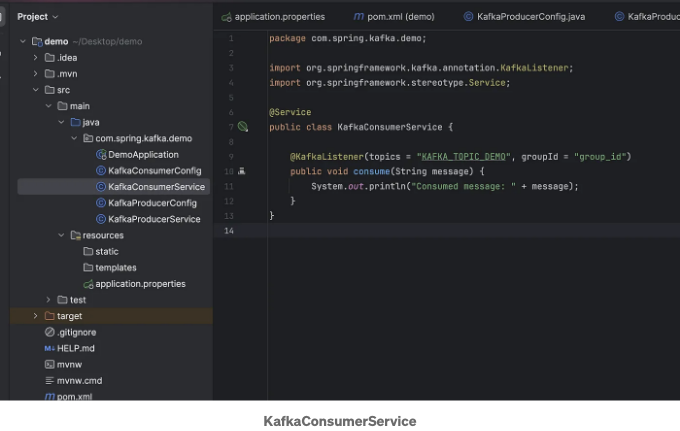 Project
application.properties
pom.xml (demo)
KafkaProducerConfig.java
KafkaProduc
demo ~/Desktop/demo
.idea
.mvn
src
main
java
com.spring.kafka.demo
DemoApplication
KafkaConsumerConfig
KafkaConsumerService
KafkaProducerConfig
KafkaProducerService
resources
static
templates
application.properties
test
target
.gitignore
M↓ HELP.md
mvnw
mvnw.cmd
m pom.xml
1 package com.spring.kafka.demo;
2
3 import org.springframework.kafka.annotation.KafkaListener;
4 import org.springframework.stereotype.Service;
5
6 @Service
7 public class KafkaConsumerService {
8
9 @KafkaListener(topics = "KAFKA_TOPIC_DEMO", groupId = "group_id")
10 public void consume(String message) {
11 System.out.println("Consumed message: " + message);
12 }
13 }
14
KafkaConsumerService